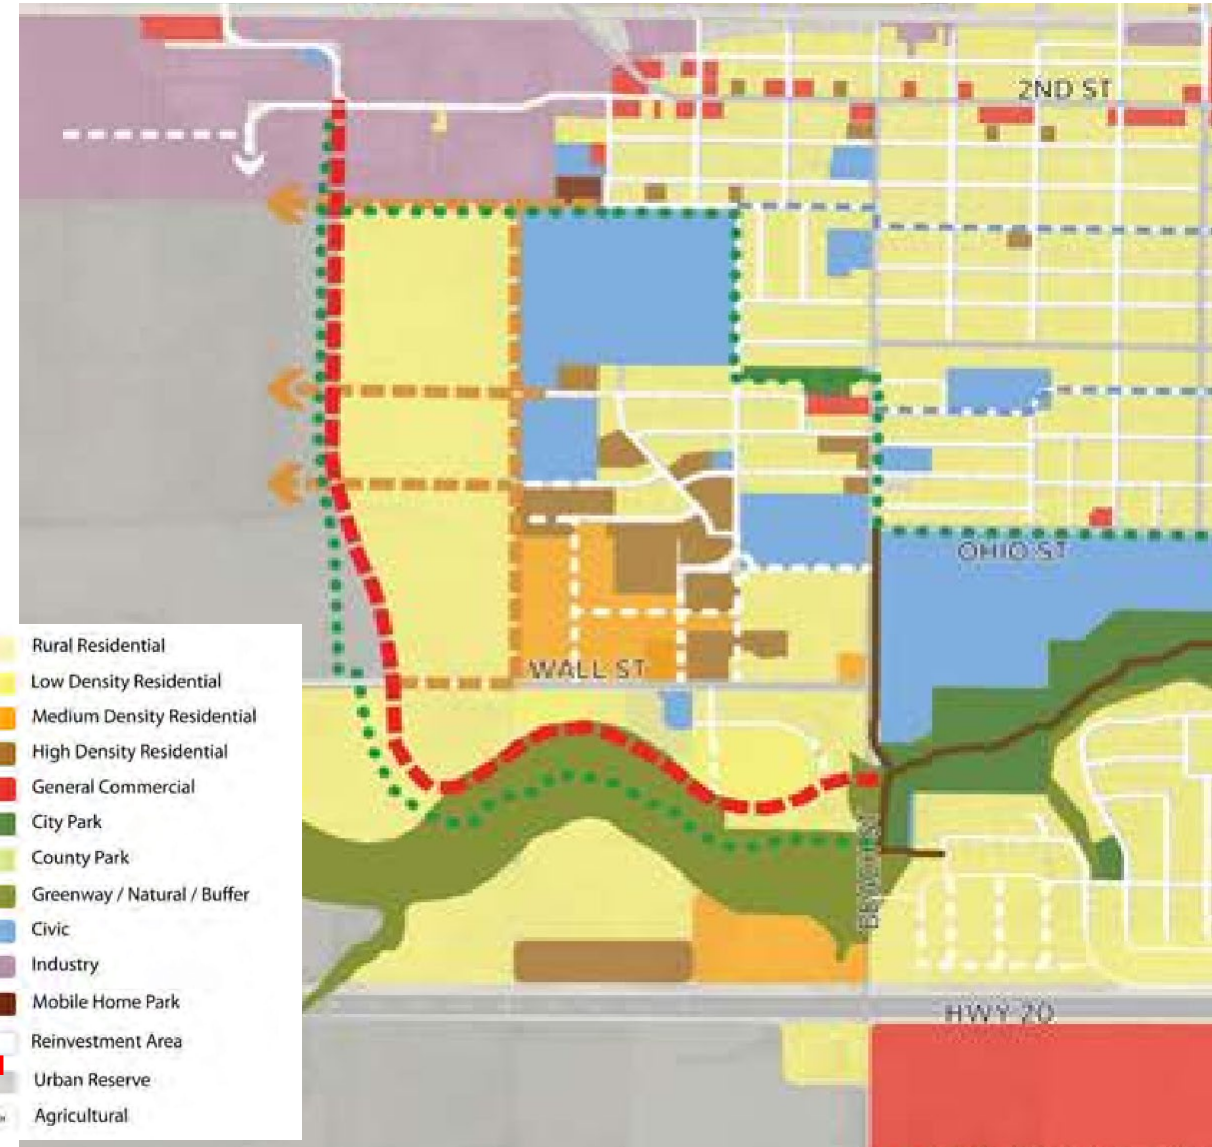 2ND ST
OHIO ST
WALL ST
HWY 20
Rural Residential
Low Density Residential
Medium Density Residential
High Density Residential
General Commercial
City Park
County Park
Greenway / Natural / Buffer
Civic
Industry
Mobile Home Park
Reinvestment Area
Urban Reserve
Agricultural